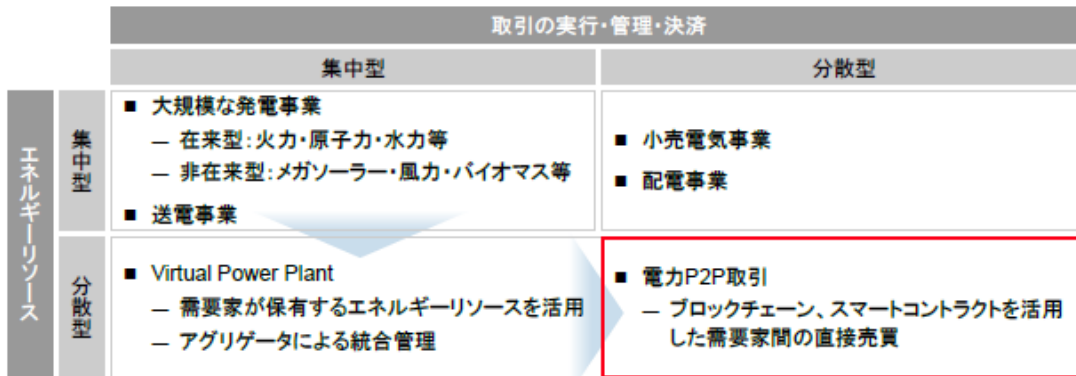 取引の実行・管理・決済
集中型
分散型
エネルギーリソース
集中型
■ 大規模な発電事業
― 在来型：火力・原子力・水力等
― 非在来型：メガソーラー・風力・バイオマス等
■ 送電事業
■ 小売電気事業
■ 配電事業
分散型
■ Virtual Power Plant
― 需要家が保有するエネルギーリソースを活用
― アグリゲータによる統合管理
■ 電力P2P取引
― ブロックチェーン、スマートコントラクトを活用
した需要家間の直接売買